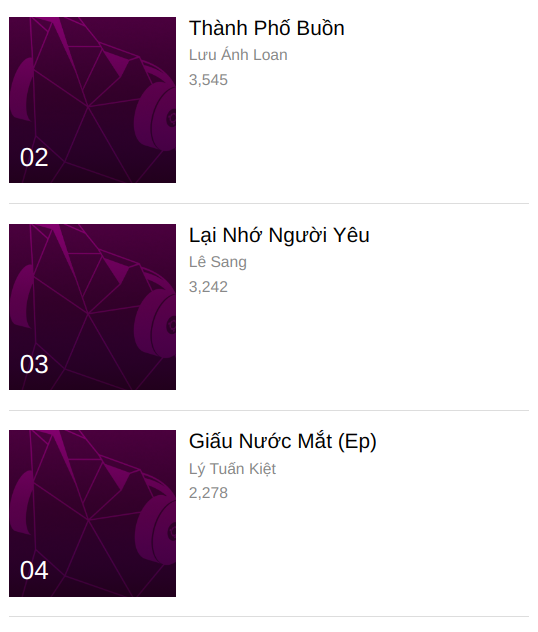 Thành Phố Buồn
Lưu Ánh Loan
3,545
02
Lại Nhớ Người Yêu
Lê Sang
3,242
03
Giấu Nước Mắt (Ep)
Lý Tuấn Kiệt
2,278
04